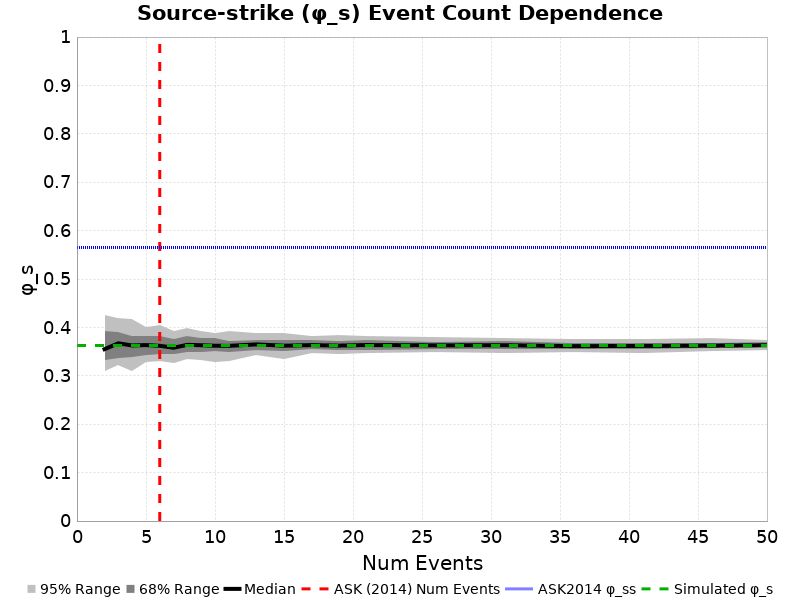 Source-strike (φ_s) Event Count Dependence
1
0.9
0.8
0.7
0.6
0.5
0.4
0.3
0.2
0.1
0
φ_s
0 5 10 15 20 25 30 35 40 45 50
Num Events
95% Range 68% Range Median ASK (2014) Num Events ASK2014 φ_ss Simulated φ_s